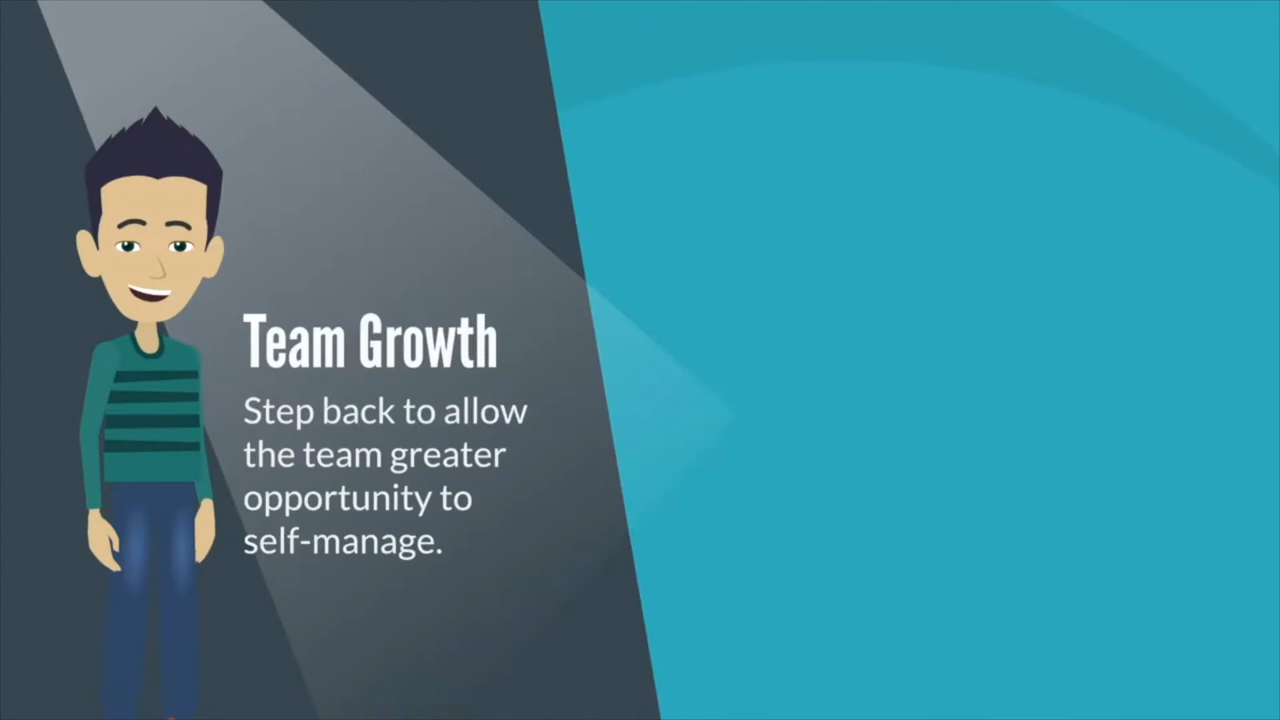 Team Growth
Step back to allow
the team greater
opportunity to
self-manage.